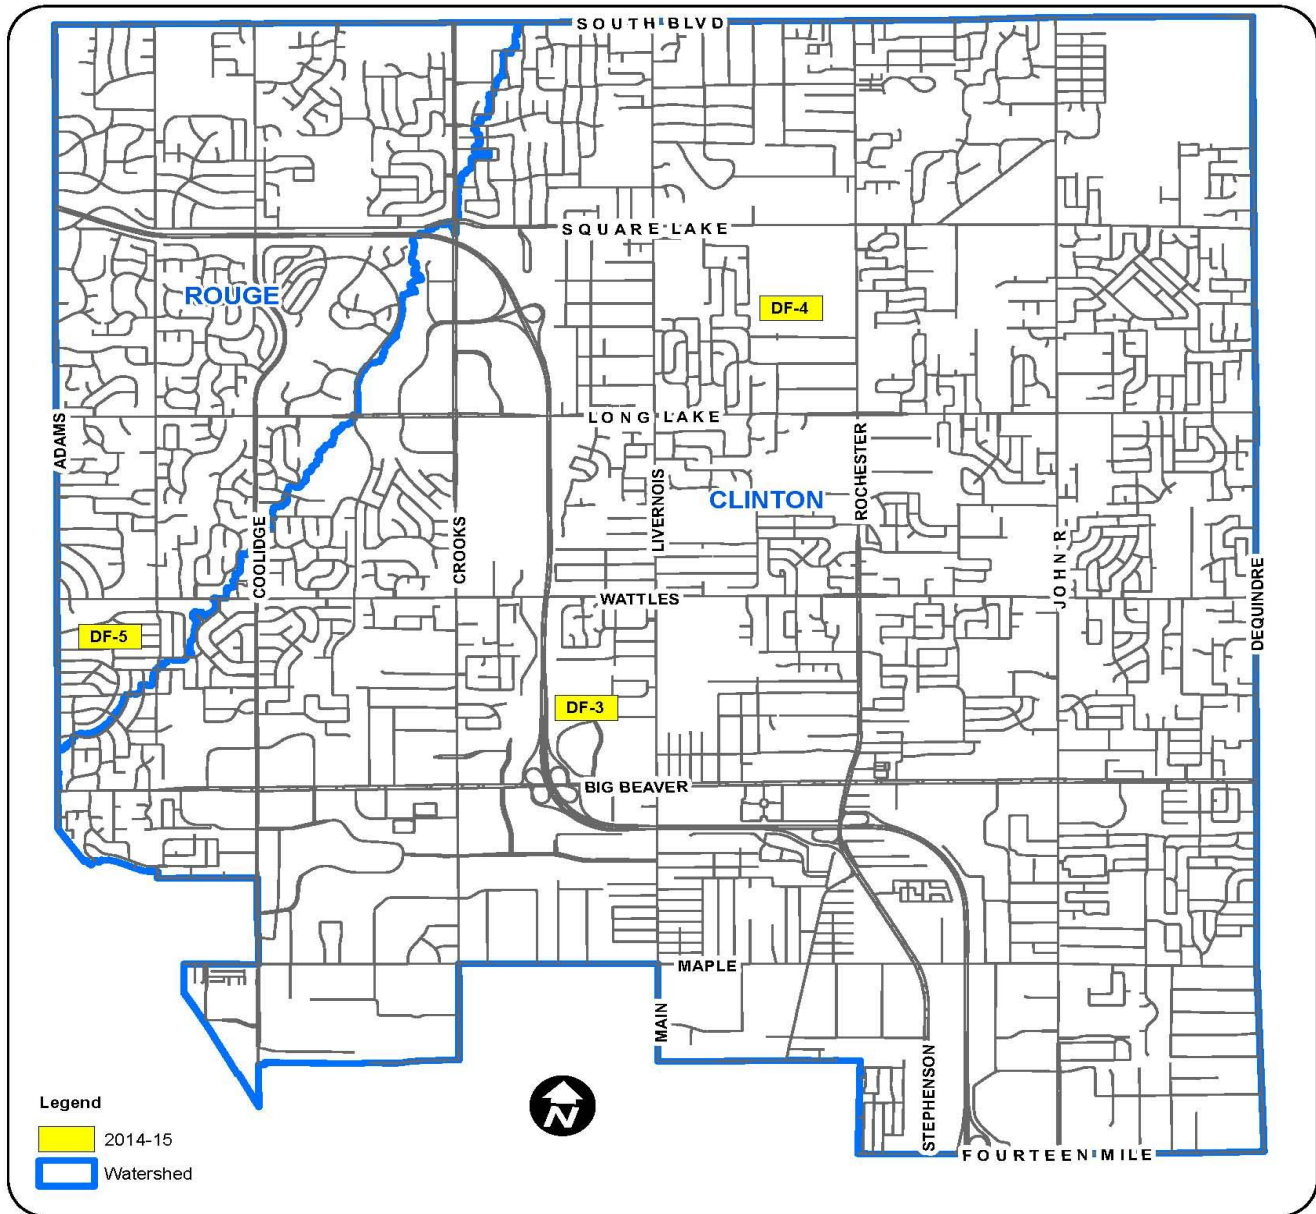 SOUTH BLVD
SQUARE LAKE
ROUGE
DF-4
LONG LAKE
ADAMS
ROCHESTER
LIVERNOIS
CLINTON
COOLIDGE
CROOKS
JOHN R
DEQUINDRE
WATTLES
DF-5
DF-3
BIG BEAVER
MAPLE
MAIN
STEPHENSON
FOURTEEN MILE
N
Legend
2014-15
Watershed